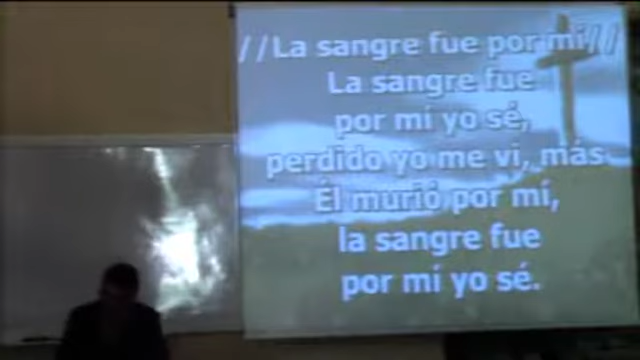 //La sangre fue por mi//
La sangre fue
por mí yo sé,
perdido yo me vi, más
Él murió por mí,
la sangre fue
por mí yo sé.